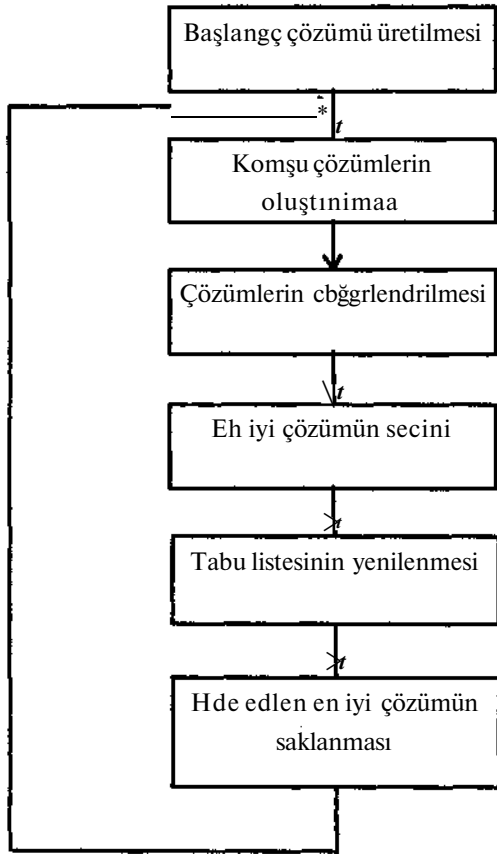 Başlangç çözümü üretilmesi
*
t
Komşu çözümlerin
oluştınimaa
Çözümlerin cbğgrlendrilmesi
t
Eh iyi çözümün secini
t
Tabu listesinin yenilenmesi
t
Hde edlen en iyi çözümün
saklanması